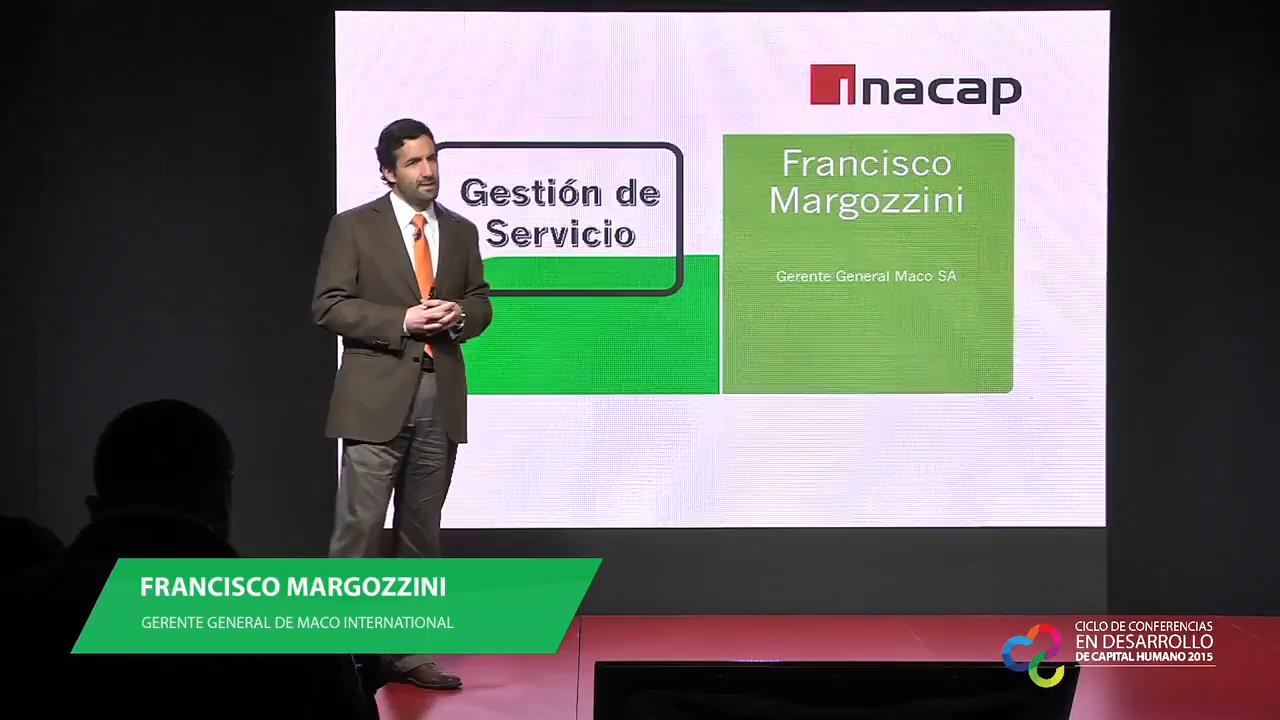 inacap
Gestión de
Servicio
Francisco
Margozzini
Gerente General Maco SA
FRANCISCO MARGOZZINI
GERENTE GENERAL DE MACO INTERNATIONAL
CICLO DE CONFERENCIAS
EN DESARROLLO
DE CAPITAL HUMANO 2015